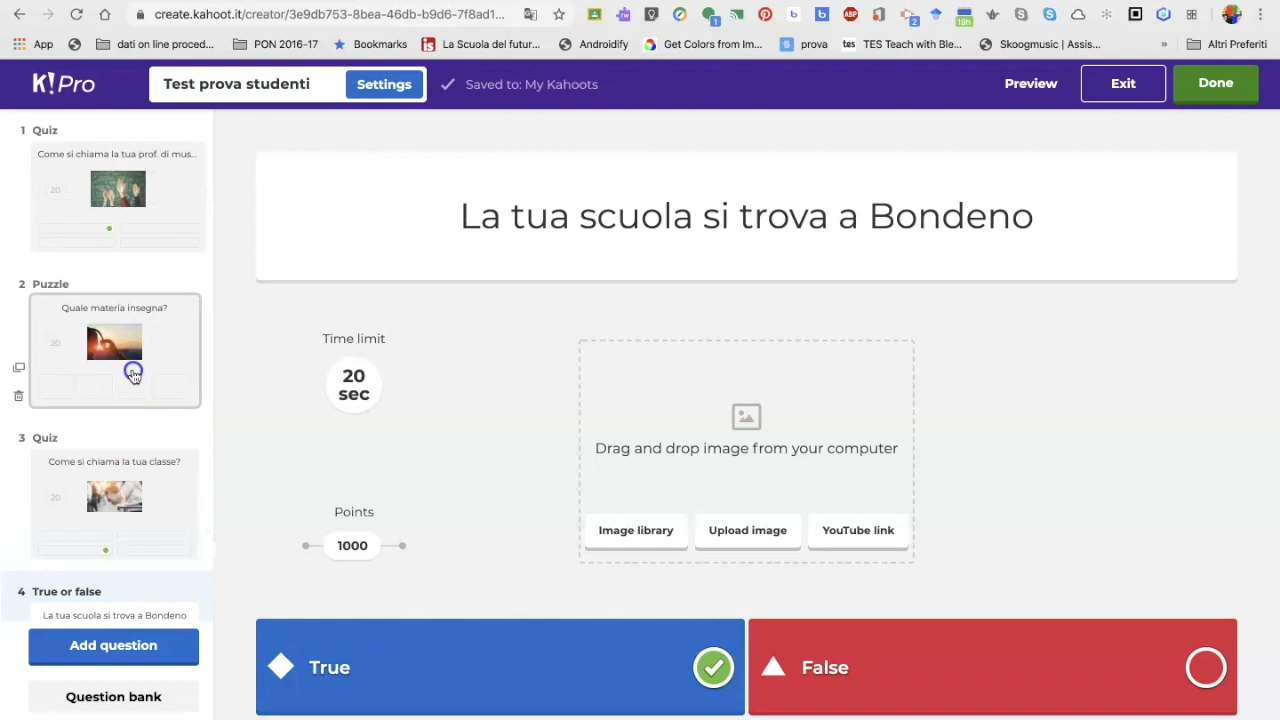 create.kahoot.it/creator/3e9db753-8bea-46db-b9d6-7f8ad1...
1
ABP
2
18h
App
dati on line proced...
PON 2016-17
Bookmarks
is
La Scuola del futur...
Androidify
Get Colors from Im...
prova
tes
TES Teach with Ble...
Skoogmusic | Assis...
»
Altri Preferiti
K!Pro
Test prova studenti
Settings
Saved to: My Kahoots
Preview
Exit
Done
1 Quiz
Come si chiama la tua prof. di mus...
20
2 Puzzle
Quale materia insegna?
20
3 Quiz
Come si chiama la tua classe?
20
4 True or false
La tua scuola si trova a Bondeno
Add question
Question bank
La tua scuola si trova a Bondeno
Time limit
20
sec
Points
1000
Drag and drop image from your computer
Image library
Upload image
YouTube link
True
False